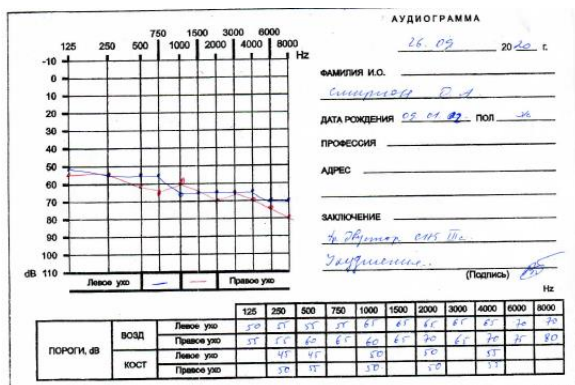 АУДИОГРАММА
26.09 2020 г.
750 1500 3000 6000
125 250 500 1000 2000 4000 8000 Hz
-10
0
10
20
30
40
50
60
70
80
90
100
dB 110
Левое ухо Правое ухо
ФАМИЛИЯ И.О.
О.А.
ДАТА РОЖДЕНИЯ 09.01 ПОЛ ж
ПРОФЕССИЯ
АДРЕС
ЗАКЛЮЧЕНИЕ
СНТ III с
Ухудшение.
(Подпись)
Hz
125 250 500 750 1000 1500 2000 3000 4000 6000 8000
ПОРОГИ, dB
ВОЗД Левое ухо 50 55 55 55 65 65 65 65 65 70 70
Правое ухо 55 55 60 65 60 65 70 65 70 75 80
КОСТ Левое ухо 45 45 50 50 55
Правое ухо 50 55 50 50 55